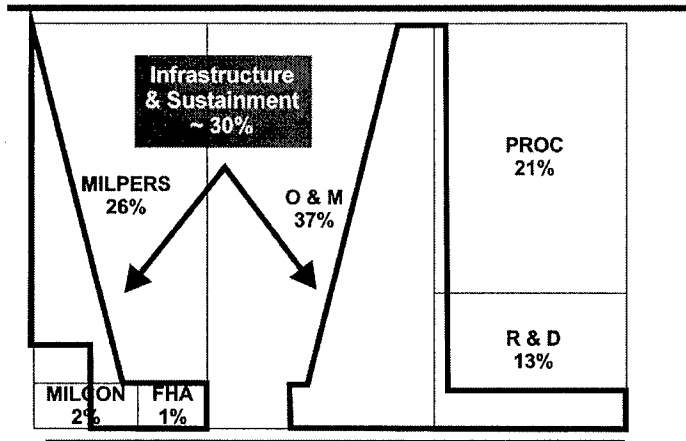 Infrastructure
& Sustainment
~ 30%
MILPERS
26%
O & M
37%
PROC
21%
R & D
13%
MILCON
2%
FHA
1%